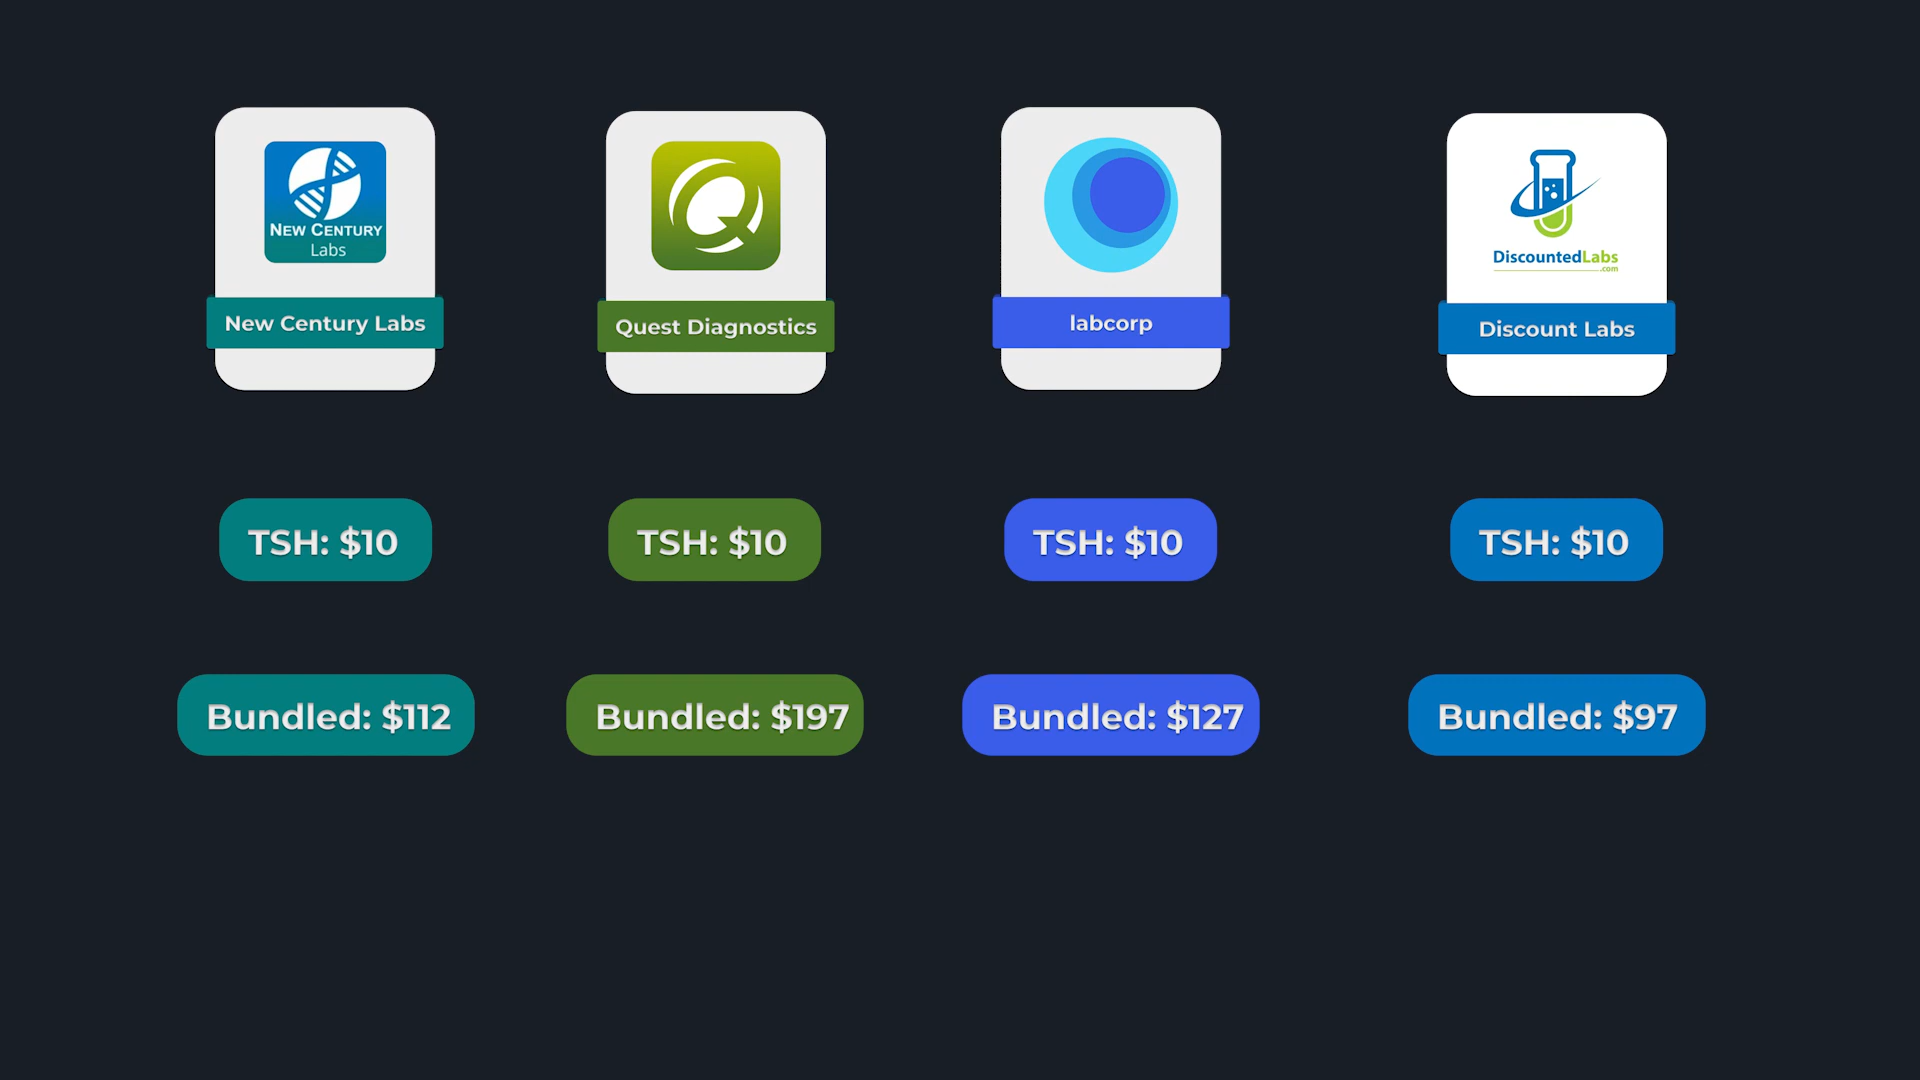 NEW CENTURY
Labs
New Century Labs
Quest Diagnostics
labcorp
DiscountedLabs
.com
Discount Labs
TSH: $10
TSH: $10
TSH: $10
TSH: $10
Bundled: $112
Bundled: $197
Bundled: $127
Bundled: $97